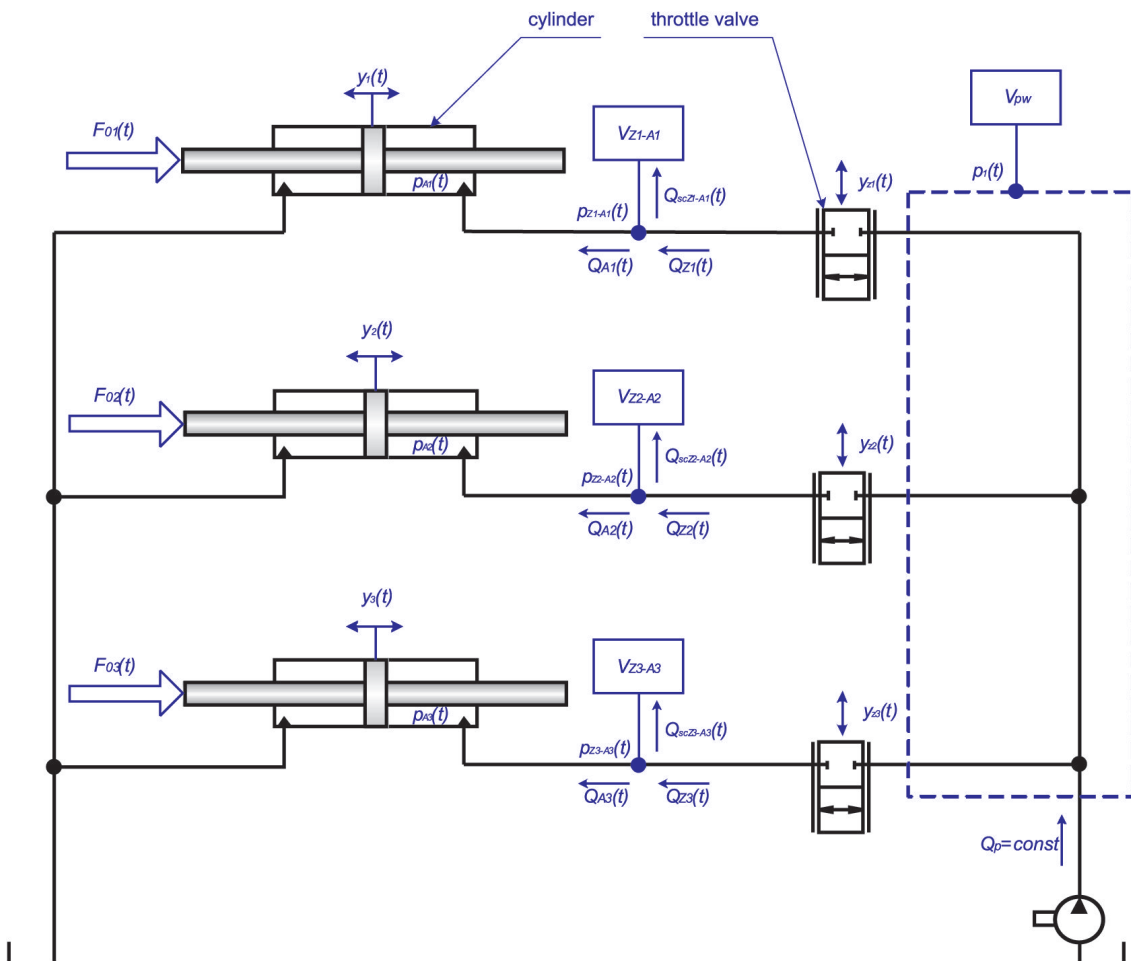 cylinder
throttle valve
y1(t)
Vpw
F01(t)
VZ1-A1
pA1(t)
QscZ1-A1(t)
yz1(t)
p1(t)
pZ1-A1(t)
QA1(t)
QZ1(t)
y2(t)
F02(t)
VZ2-A2
pA2(t)
QscZ2-A2(t)
yz2(t)
pZ2-A2(t)
QA2(t)
QZ2(t)
y3(t)
F03(t)
VZ3-A3
pA3(t)
QscZ3-A3(t)
yz3(t)
pZ3-A3(t)
QA3(t)
QZ3(t)
Qp=const